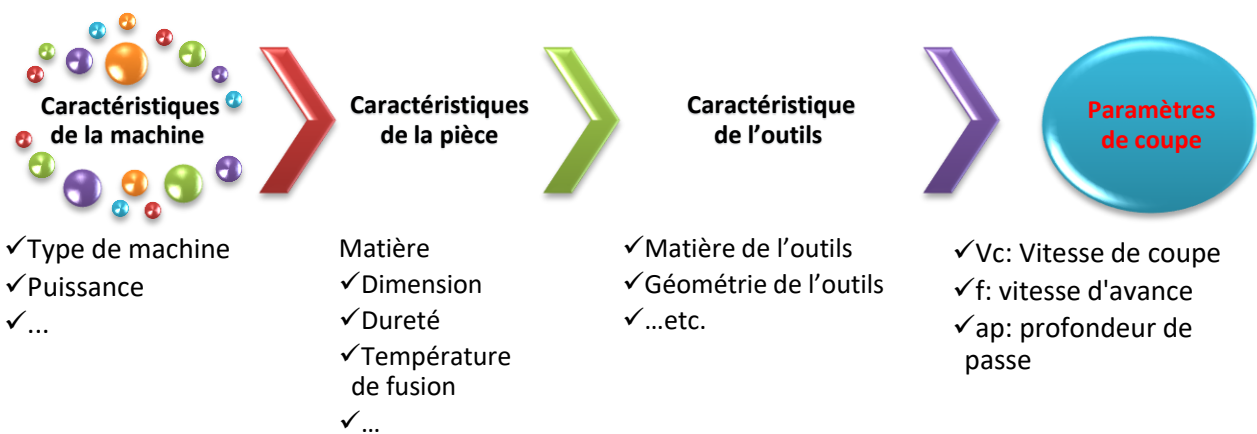 Caractéristiques
de la machine
✓Type de machine
✓Puissance
✓...
Caractéristiques
de la pièce
Matière
✓Dimension
✓Dureté
✓Température
de fusion
✓…
Caractéristique
de l’outils
✓Matière de l’outils
✓Géométrie de l’outils
✓…etc.
Paramètres
de coupe
✓Vc: Vitesse de coupe
✓f: vitesse d'avance
✓ap: profondeur de
passe